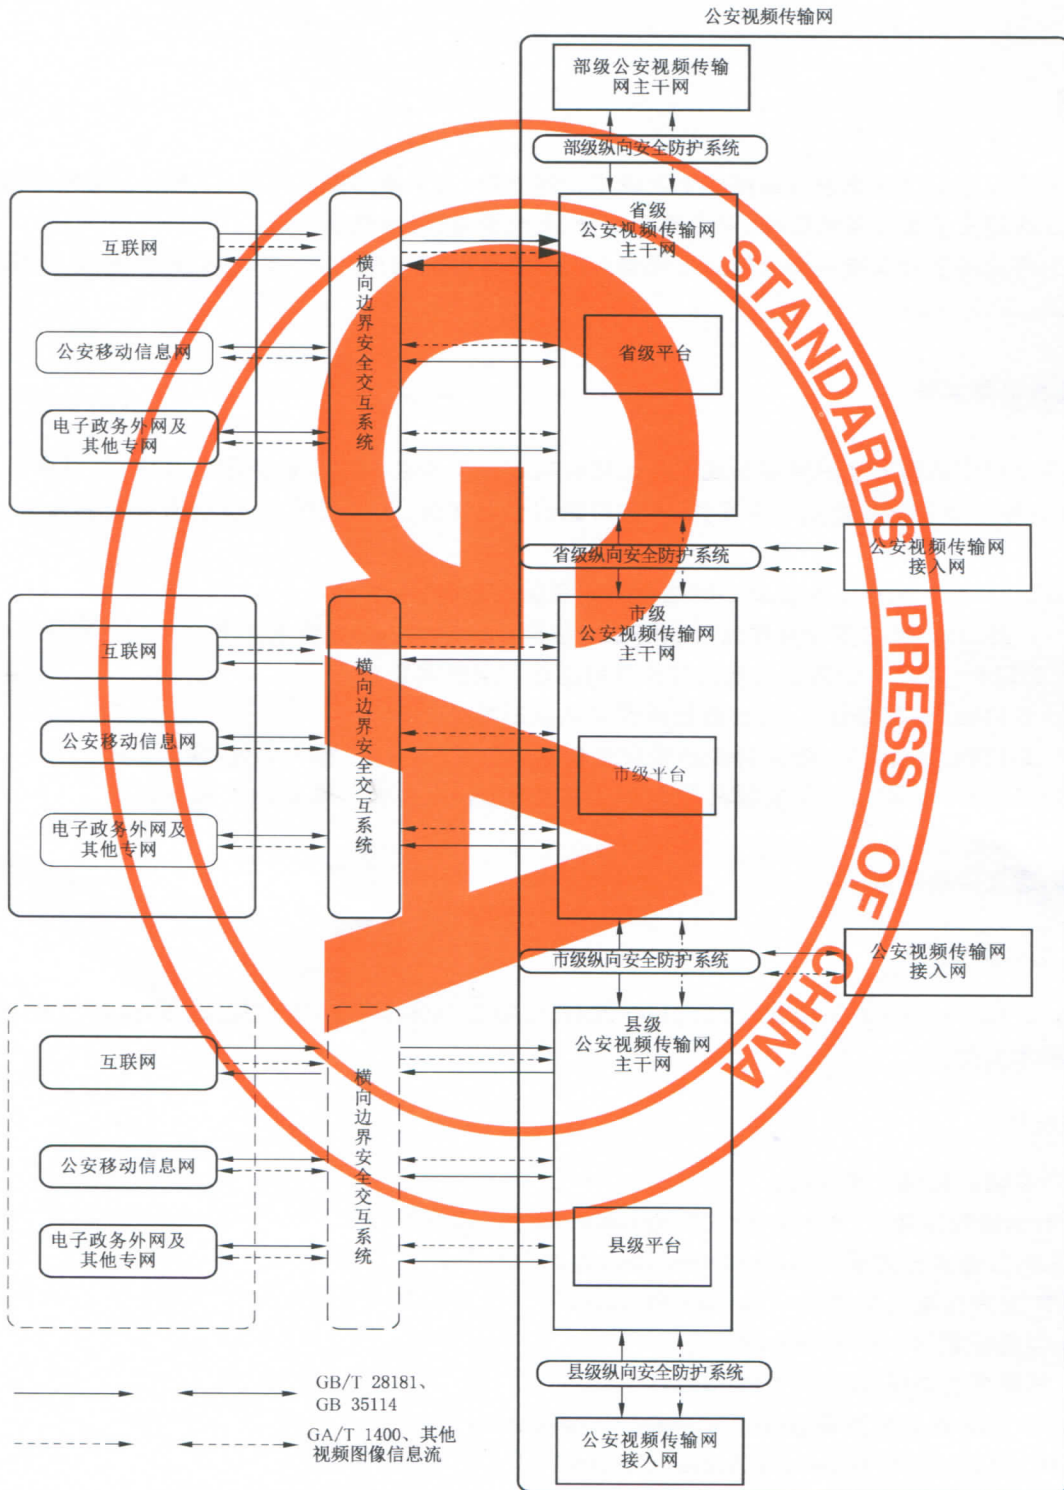 公安视频传输网
部级公安视频传输
网主干网
部级纵向安全防护系统
省级
公安视频传输网
主干网
省级平台
互联网
公安移动信息网
电子政务外网及
其他专网
横向边界安全交互系统
省级纵向安全防护系统
公安视频传输网
接入网
市级
公安视频传输网
主干网
市级平台
互联网
公安移动信息网
电子政务外网及
其他专网
横向边界安全交互系统
市级纵向安全防护系统
公安视频传输网
接入网
县级
公安视频传输网
主干网
县级平台
互联网
公安移动信息网
电子政务外网及
其他专网
横向边界安全交互系统
县级纵向安全防护系统
公安视频传输网
接入网
GB/T 28181、
GB 35114
GA/T 1400、其他
视频图像信息流
STANDARDS PRESS OF CHINA